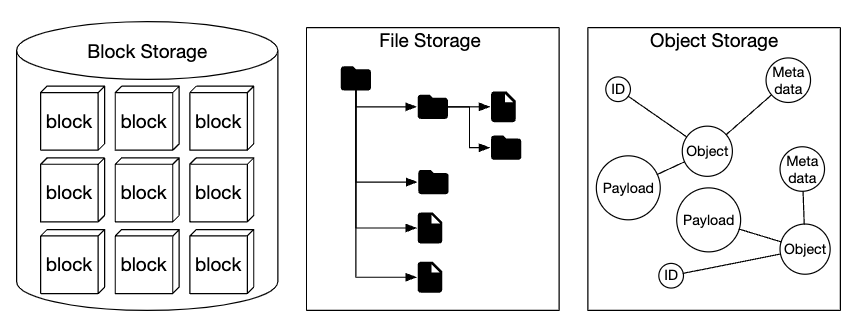 Block Storage
block block block
block block block
block block block
File Storage
Object Storage
ID
Meta
data
Object
Payload
Meta
data
Payload
Object
ID